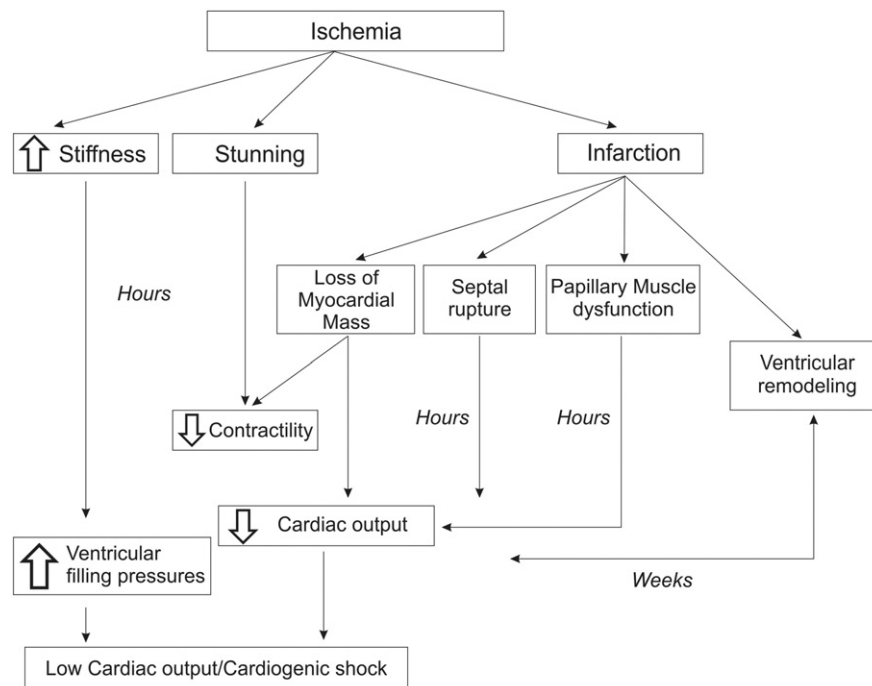 Ischemia
Stiffness
Stunning
Infarction
Hours
Loss of
Myocardial
Mass
Septal
rupture
Papillary Muscle
dysfunction
Ventricular
remodeling
Contractility
Hours
Hours
Cardiac output
Ventricular
filling pressures
Weeks
Low Cardiac output/Cardiogenic shock